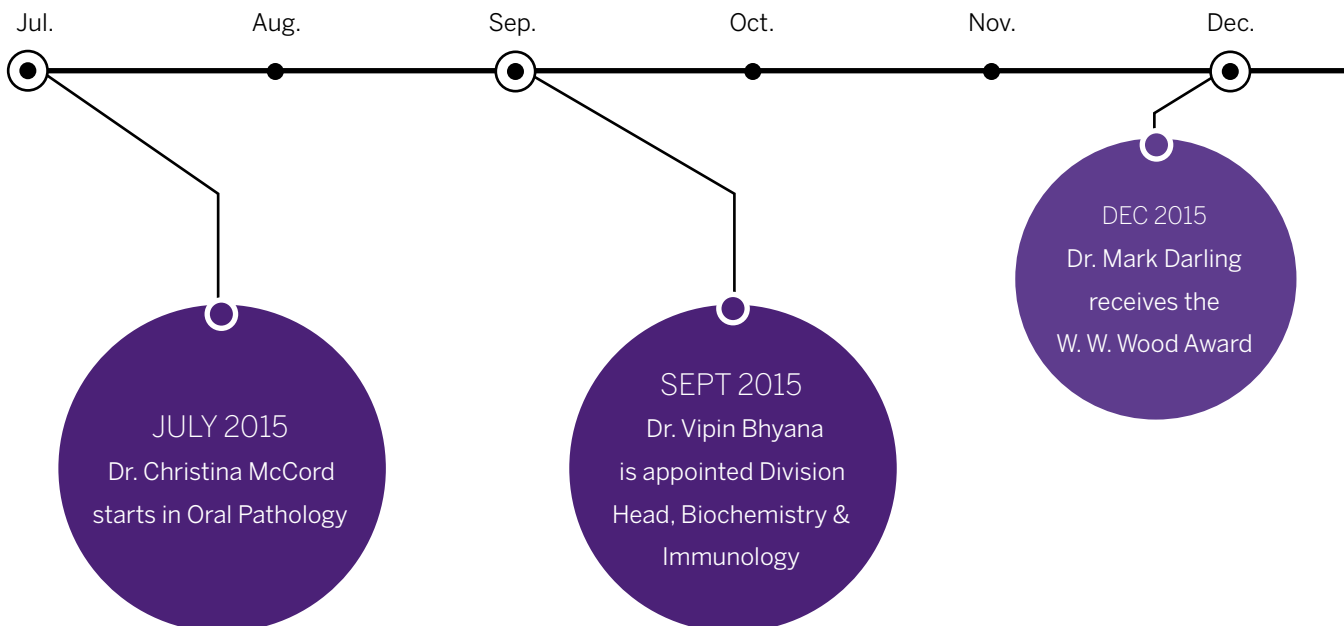 Jul.
Aug.
Sep.
Oct.
Nov.
Dec.
JULY 2015
Dr. Christina McCord
starts in Oral Pathology
SEPT 2015
Dr. Vipin Bhyana
is appointed Division
Head, Biochemistry &
Immunology
DEC 2015
Dr. Mark Darling
receives the
W. W. Wood Award